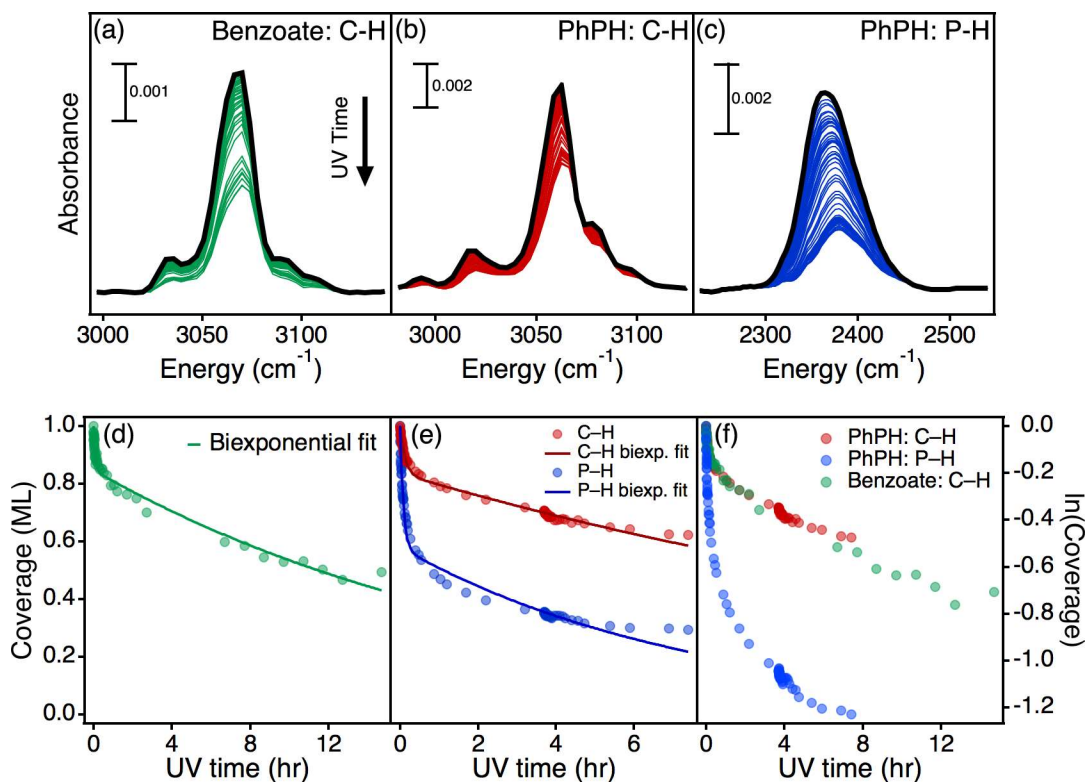 (a) Benzoate: C-H
0.001
UV Time
Absorbance
3000 3050 3100
Energy (cm⁻¹)
(b) PhPH: C-H
0.002
3000 3050 3100
Energy (cm⁻¹)
(c) PhPH: P-H
0.002
2300 2400 2500
Energy (cm⁻¹)
(d) Biexponential fit
Coverage (ML)
1.0
0.8
0.6
0.4
0.2
0.0
0 4 8 12
UV time (hr)
(e)
C–H
C–H biexp. fit
P–H
P–H biexp. fit
0 2 4 6
UV time (hr)
(f)
PhPH: C–H
PhPH: P–H
Benzoate: C–H
0 4 8 12
UV time (hr)
0.0
-0.2
-0.4
-0.6
-0.8
-1.0
-1.2
ln(Coverage)